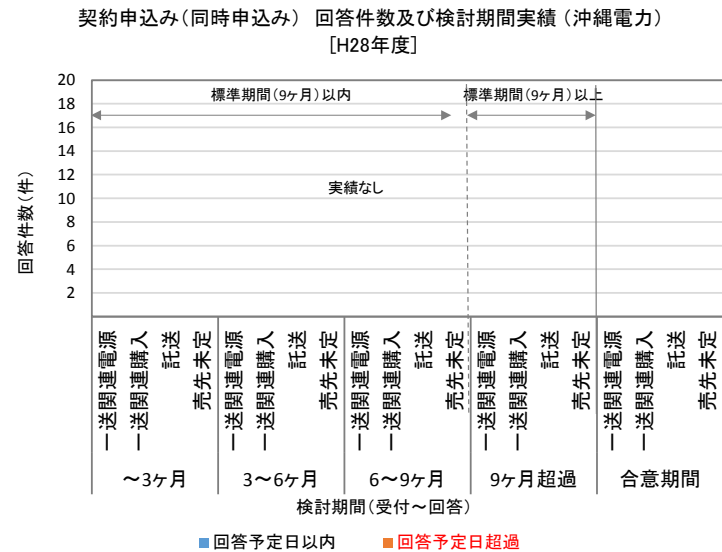 契約申込み（同時申込み） 回答件数及び検討期間実績（沖縄電力）
［H28年度］
回答件数（件）
20
18
16
14
12
10
8
6
4
2
標準期間（9ヶ月）以内
標準期間（9ヶ月）以上
実績なし
一送関連電源
一送関連購入
託送
売先未定
一送関連電源
一送関連購入
託送
売先未定
一送関連電源
一送関連購入
託送
売先未定
一送関連電源
一送関連購入
託送
売先未定
一送関連電源
一送関連購入
託送
売先未定
～3ヶ月
3～6ヶ月
6～9ヶ月
9ヶ月超過
合意期間
検討期間（受付～回答）
回答予定日以内
回答予定日超過